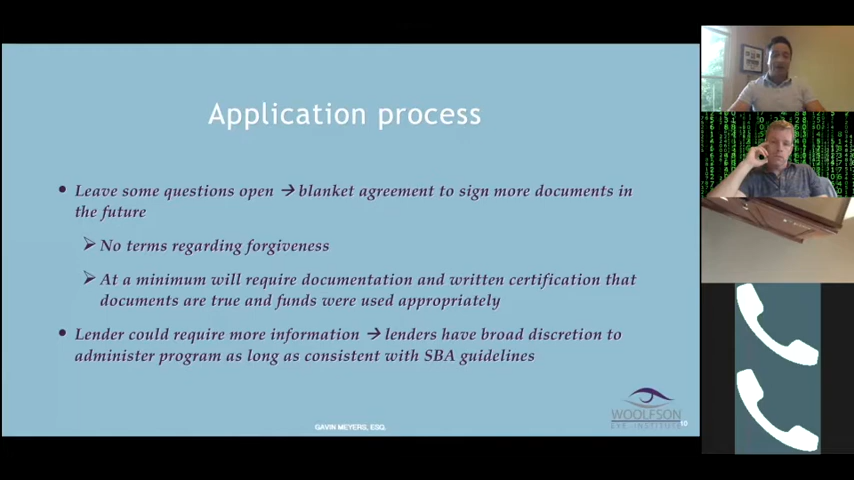 Application process
• Leave some questions open → blanket agreement to sign more documents in
the future
➢ No terms regarding forgiveness
➢ At a minimum will require documentation and written certification that
documents are true and funds were used appropriately
• Lender could require more information → lenders have broad discretion to
administer program as long as consistent with SBA guidelines
WOOLFSON
EYE INSTITUTE
GAVIN MEYERS, ESQ.
10